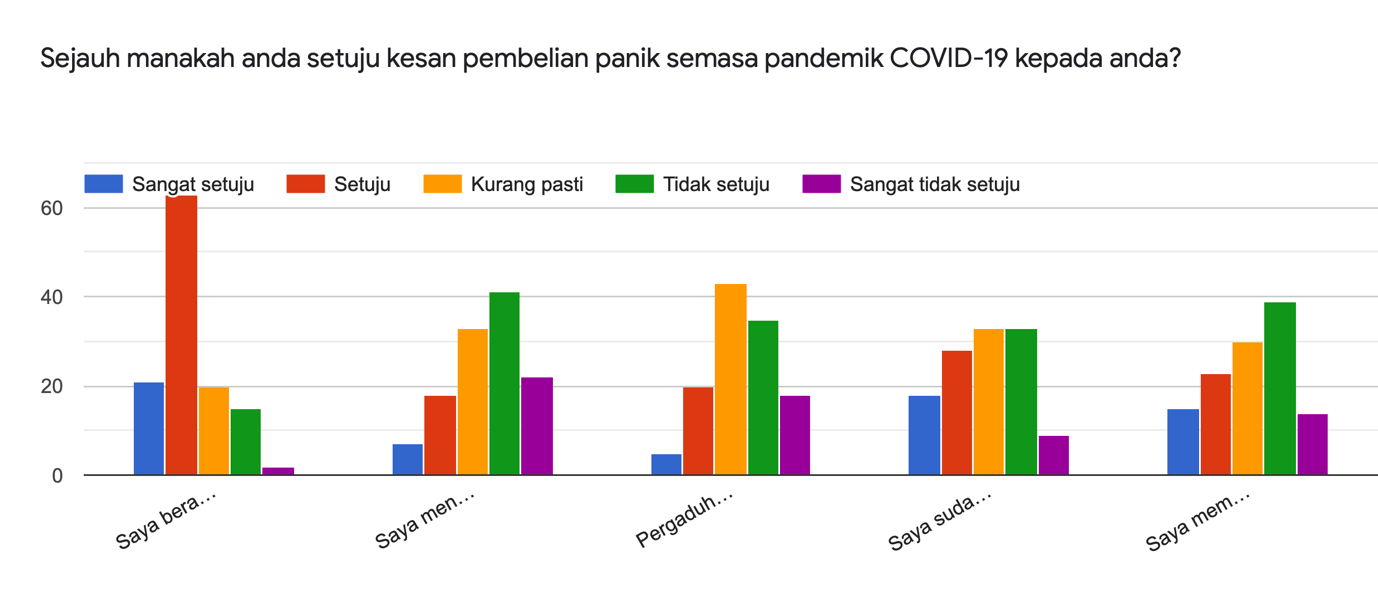 Sejauh manakah anda setuju kesan pembelian panik semasa pandemik COVID-19 kepada anda?
Sangat setuju Setuju Kurang pasti Tidak setuju Sangat tidak setuju
60
40
20
0
Saya bera... Saya men... Pergaduh... Saya suda... Saya mem...